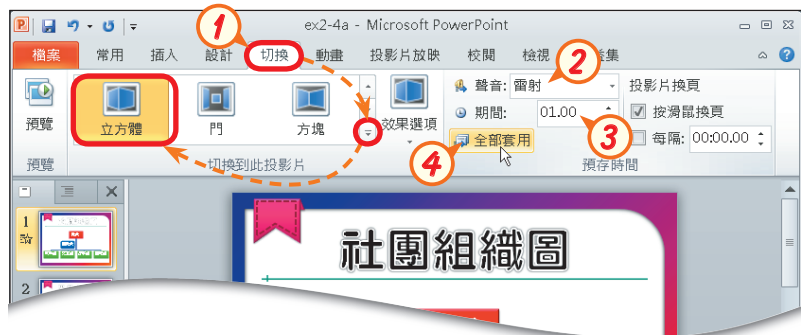 ex2-4a - Microsoft PowerPoint
1
檔案 常用 插入 設計 切換 動畫 投影片放映 校閱 檢視 集
2
預覽 立方體 門 方塊 效果選項 聲音: 雷射 投影片換頁
期間: 01.00 按滑鼠換頁
3
全部套用 每隔: 00:00.00
4
預覽 切換到此投影片 預存時間
1
社團組織圖
2